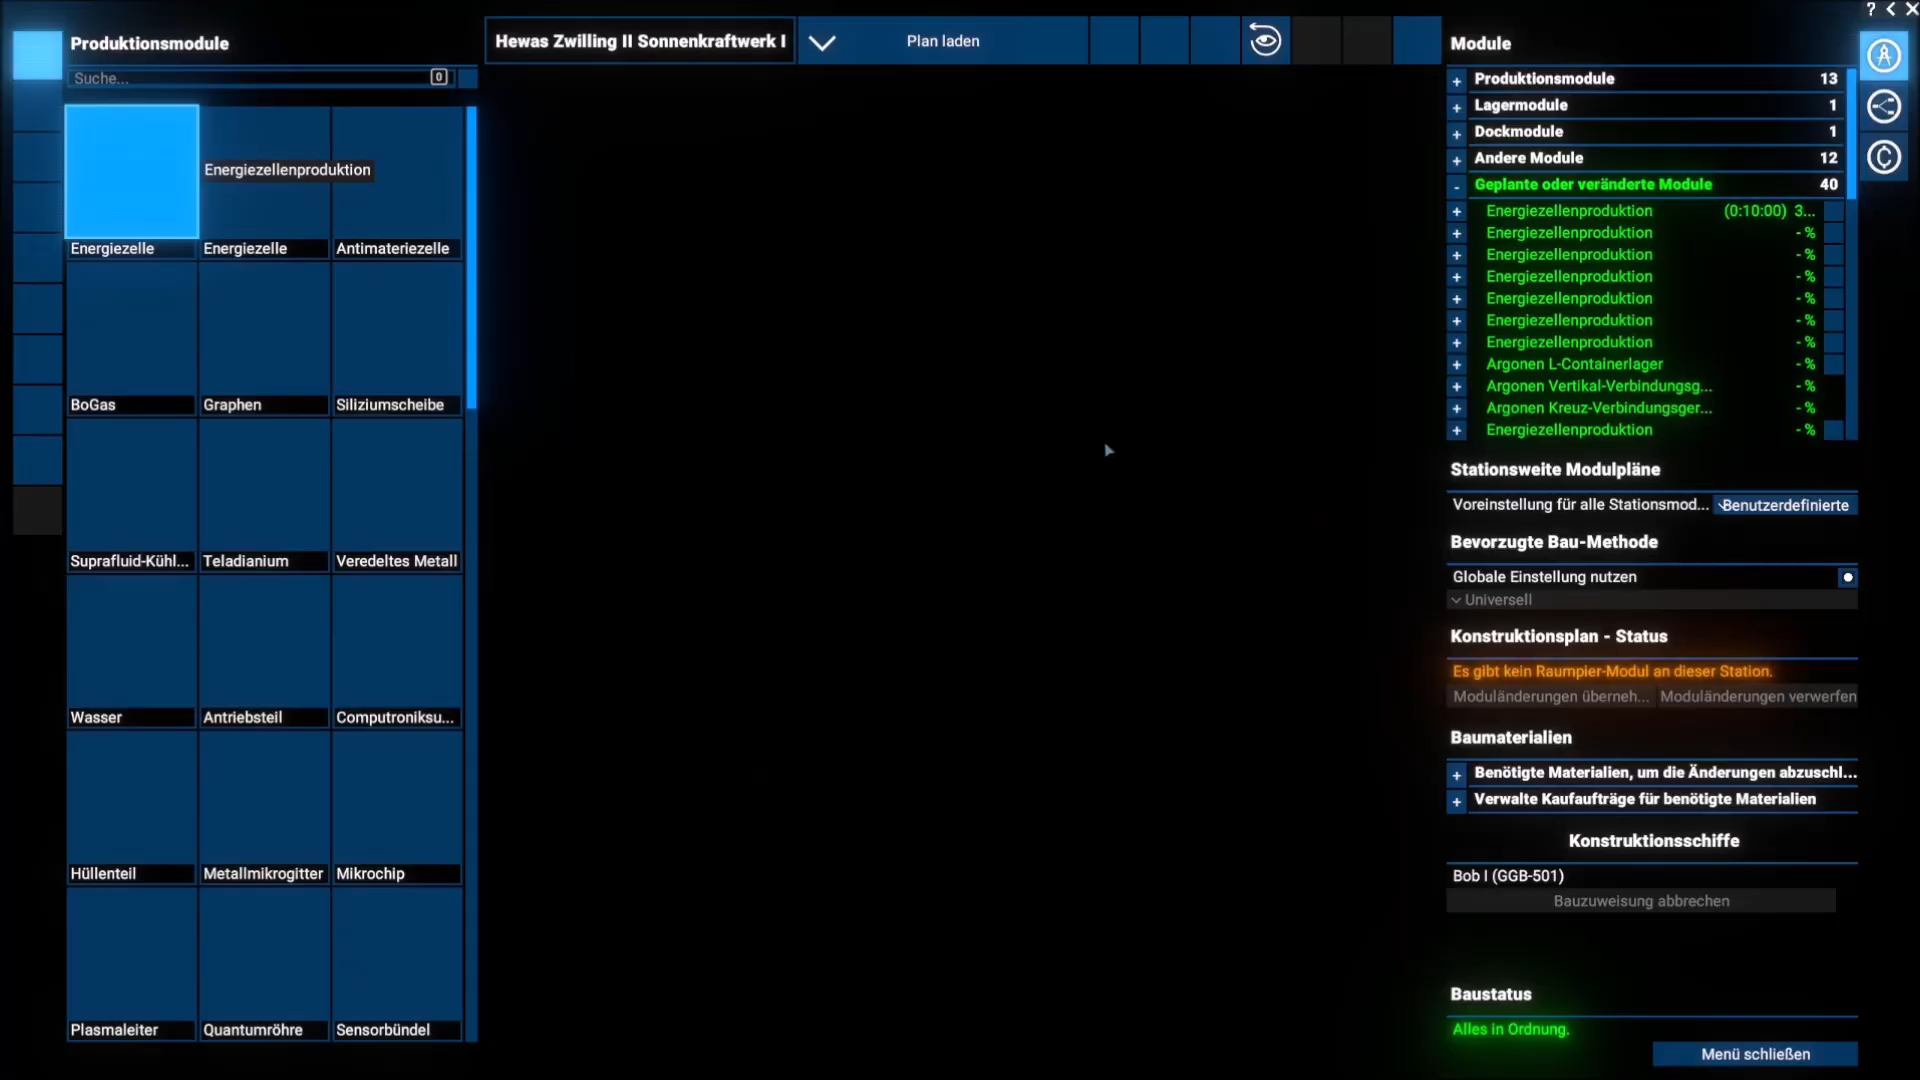 ? < X
Produktionsmodule
Suche...
0
Energiezellenproduktion
Energiezelle
Energiezelle
Antimateriezelle
BoGas
Graphen
Siliziumscheibe
Suprafluid-Kühl...
Teladianium
Veredeltes Metall
Wasser
Antriebsteil
Computroniksu...
Hüllenteil
Metallmikrogitter
Mikrochip
Plasmaleiter
Quantumröhre
Sensorbündel
Hewas Zwilling II Sonnenkraftwerk I
Plan laden
Module
+ Produktionsmodule 13
+ Lagermodule 1
+ Dockmodule 1
+ Andere Module 12
- Geplante oder veränderte Module 40
+ Energiezellenproduktion (0:10:00) 3...
+ Energiezellenproduktion - %
+ Energiezellenproduktion - %
+ Energiezellenproduktion - %
+ Energiezellenproduktion - %
+ Energiezellenproduktion - %
+ Energiezellenproduktion - %
+ Argonen L-Containerlager - %
+ Argonen Vertikal-Verbindungsg... - %
+ Argonen Kreuz-Verbindungsger... - %
+ Energiezellenproduktion - %
Stationsweite Modulpläne
Voreinstellung für alle Stationsmod... Benutzerdefinierte
Bevorzugte Bau-Methode
Globale Einstellung nutzen
Universell
Konstruktionsplan - Status
Es gibt kein Raumpier-Modul an dieser Station.
Moduländerungen überneh... Moduländerungen verwerfen
Baumaterialien
+ Benötigte Materialien, um die Änderungen abzuschl...
+ Verwalte Kaufaufträge für benötigte Materialien
Konstruktionsschiffe
Bob I (GGB-501)
Bauzuweisung abbrechen
Baustatus
Alles in Ordnung.
Menü schließen